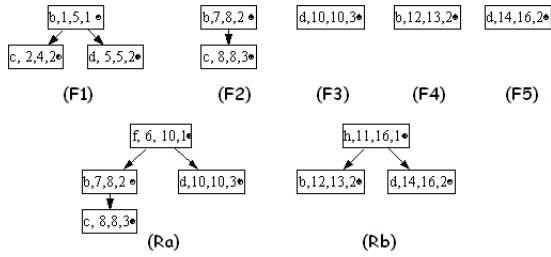 b,1,5,1
b,7,8,2
d,10,10,3
b,12,13,2
d,14,16,2
c, 2,4,2
d, 5,5,2
c, 8,8,3
(F1)
(F2)
(F3)
(F4)
(F5)
f, 6, 10,1
h,11,16,1
b,7,8,2
d,10,10,3
b,12,13,2
d,14,16,2
c, 8,8,3
(Ra)
(Rb)